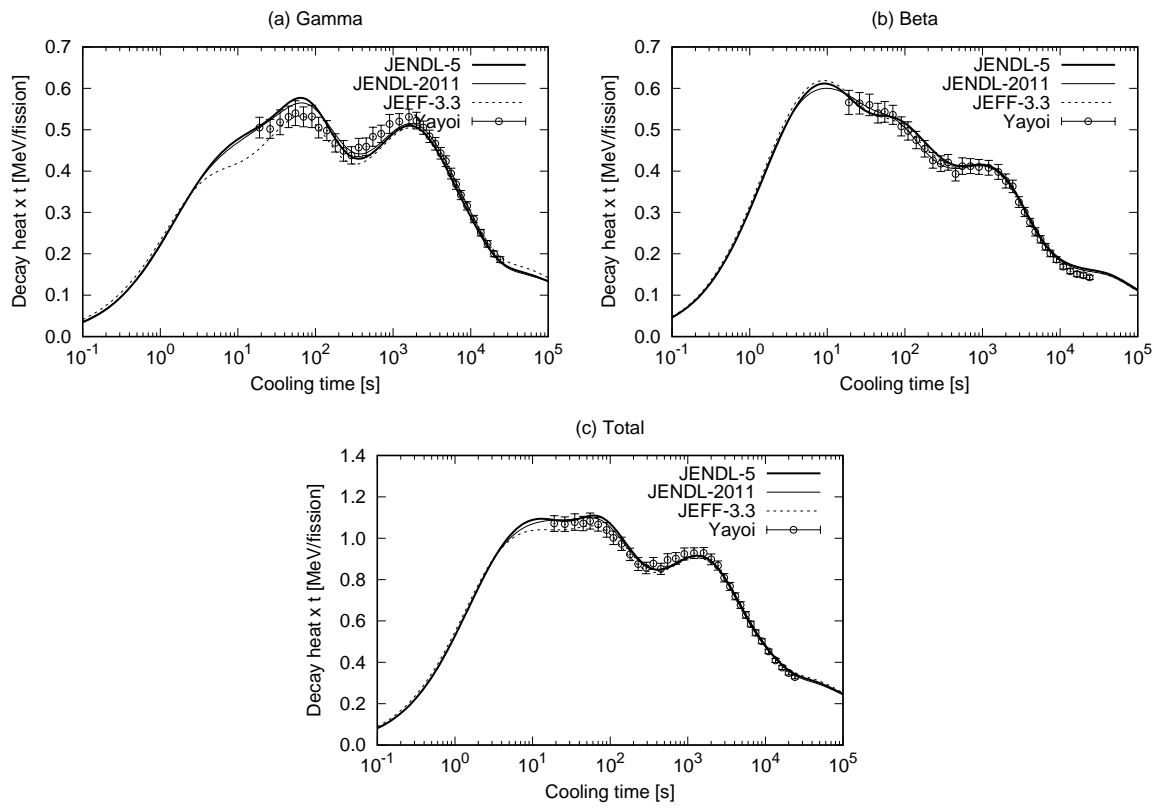 (a) Gamma
Decay heat x t [MeV/fission]
0.7
0.6
0.5
0.4
0.3
0.2
0.1
0.0
JENDL-5
JENDL-2011
JEFF-3.3
Yayoi
10⁻¹ 10⁰ 10¹ 10² 10³ 10⁴ 10⁵
Cooling time [s]
(b) Beta
Decay heat x t [MeV/fission]
0.7
0.6
0.5
0.4
0.3
0.2
0.1
0.0
JENDL-5
JENDL-2011
JEFF-3.3
Yayoi
10⁻¹ 10⁰ 10¹ 10² 10³ 10⁴ 10⁵
Cooling time [s]
(c) Total
Decay heat x t [MeV/fission]
1.4
1.2
1.0
0.8
0.6
0.4
0.2
0.0
JENDL-5
JENDL-2011
JEFF-3.3
Yayoi
10⁻¹ 10⁰ 10¹ 10² 10³ 10⁴ 10⁵
Cooling time [s]